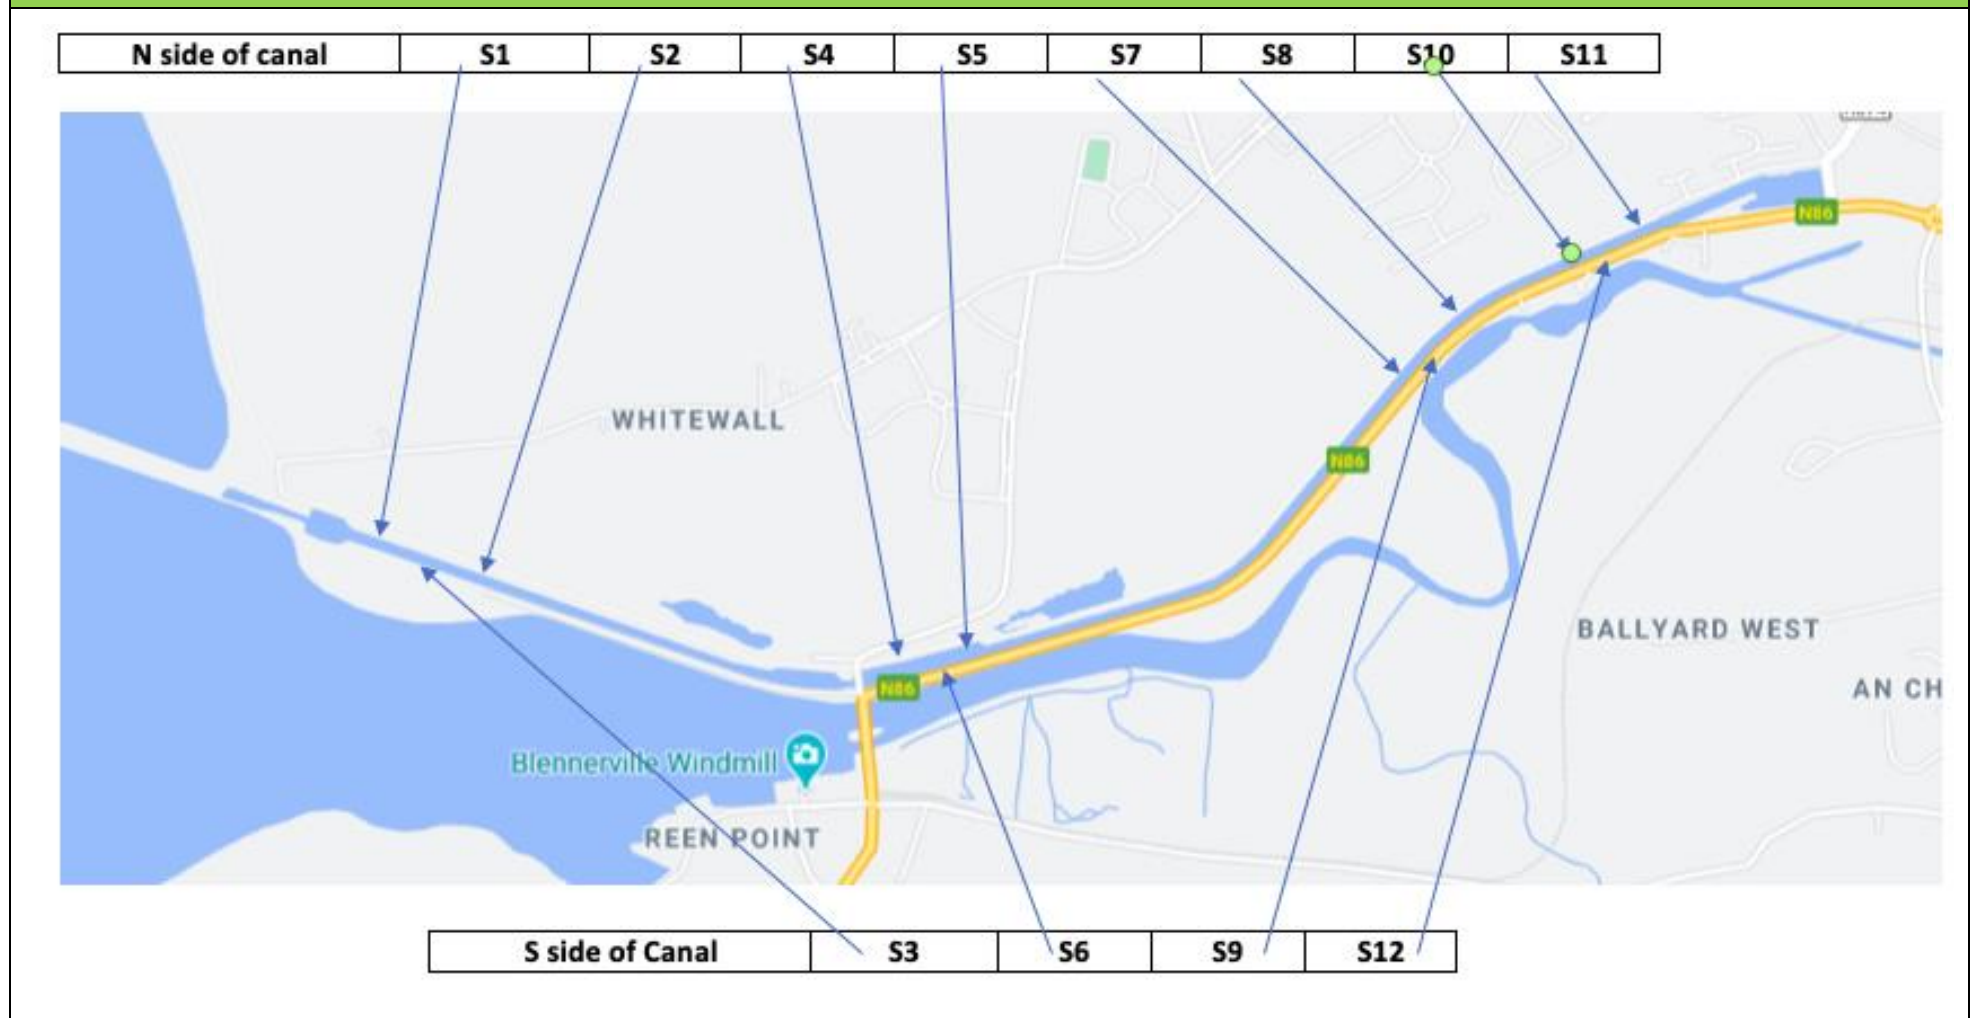 N side of canal S1 S2 S4 S5 S7 S8 S10 S11
N86
WHITEWALL
N86
BALLYARD WEST
N86
AN CH
Blennerville Windmill
REEN POINT
S side of Canal S3 S6 S9 S12